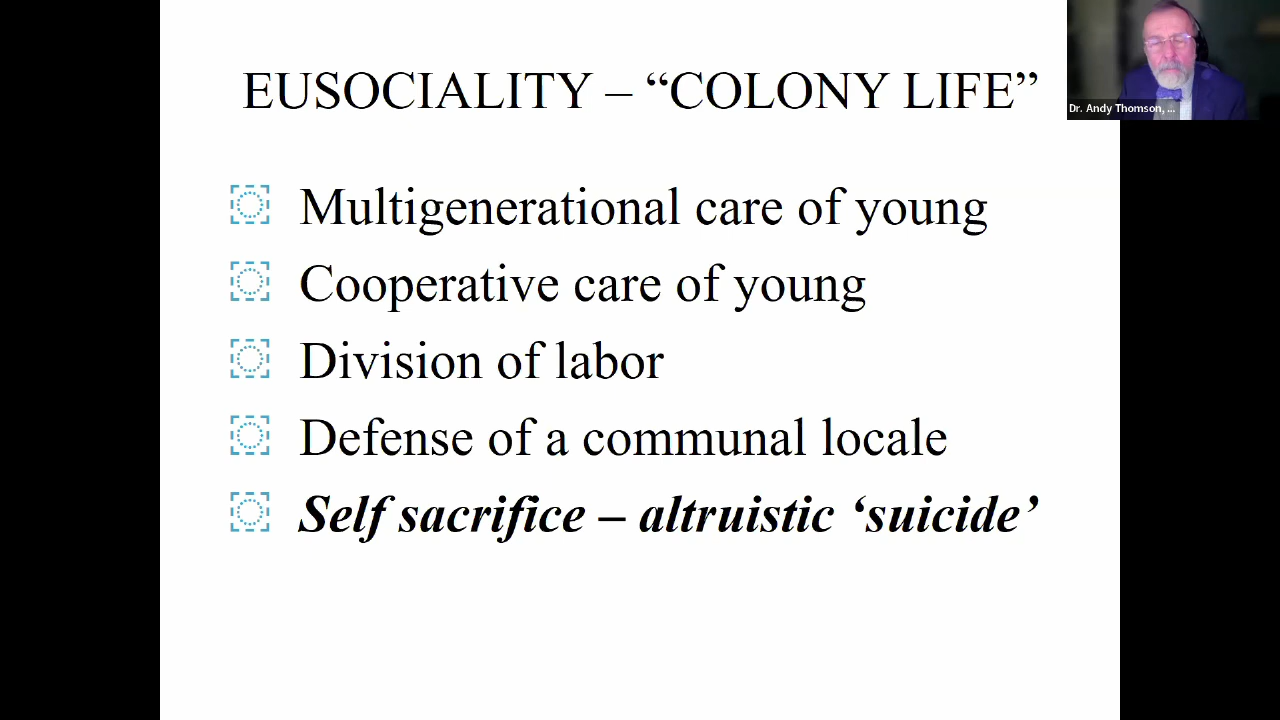 EUSOCIALITY – “COLONY LIFE”
Dr. Andy Thomson, ...
Multigenerational care of young
Cooperative care of young
Division of labor
Defense of a communal locale
Self sacrifice – altruistic ‘suicide’